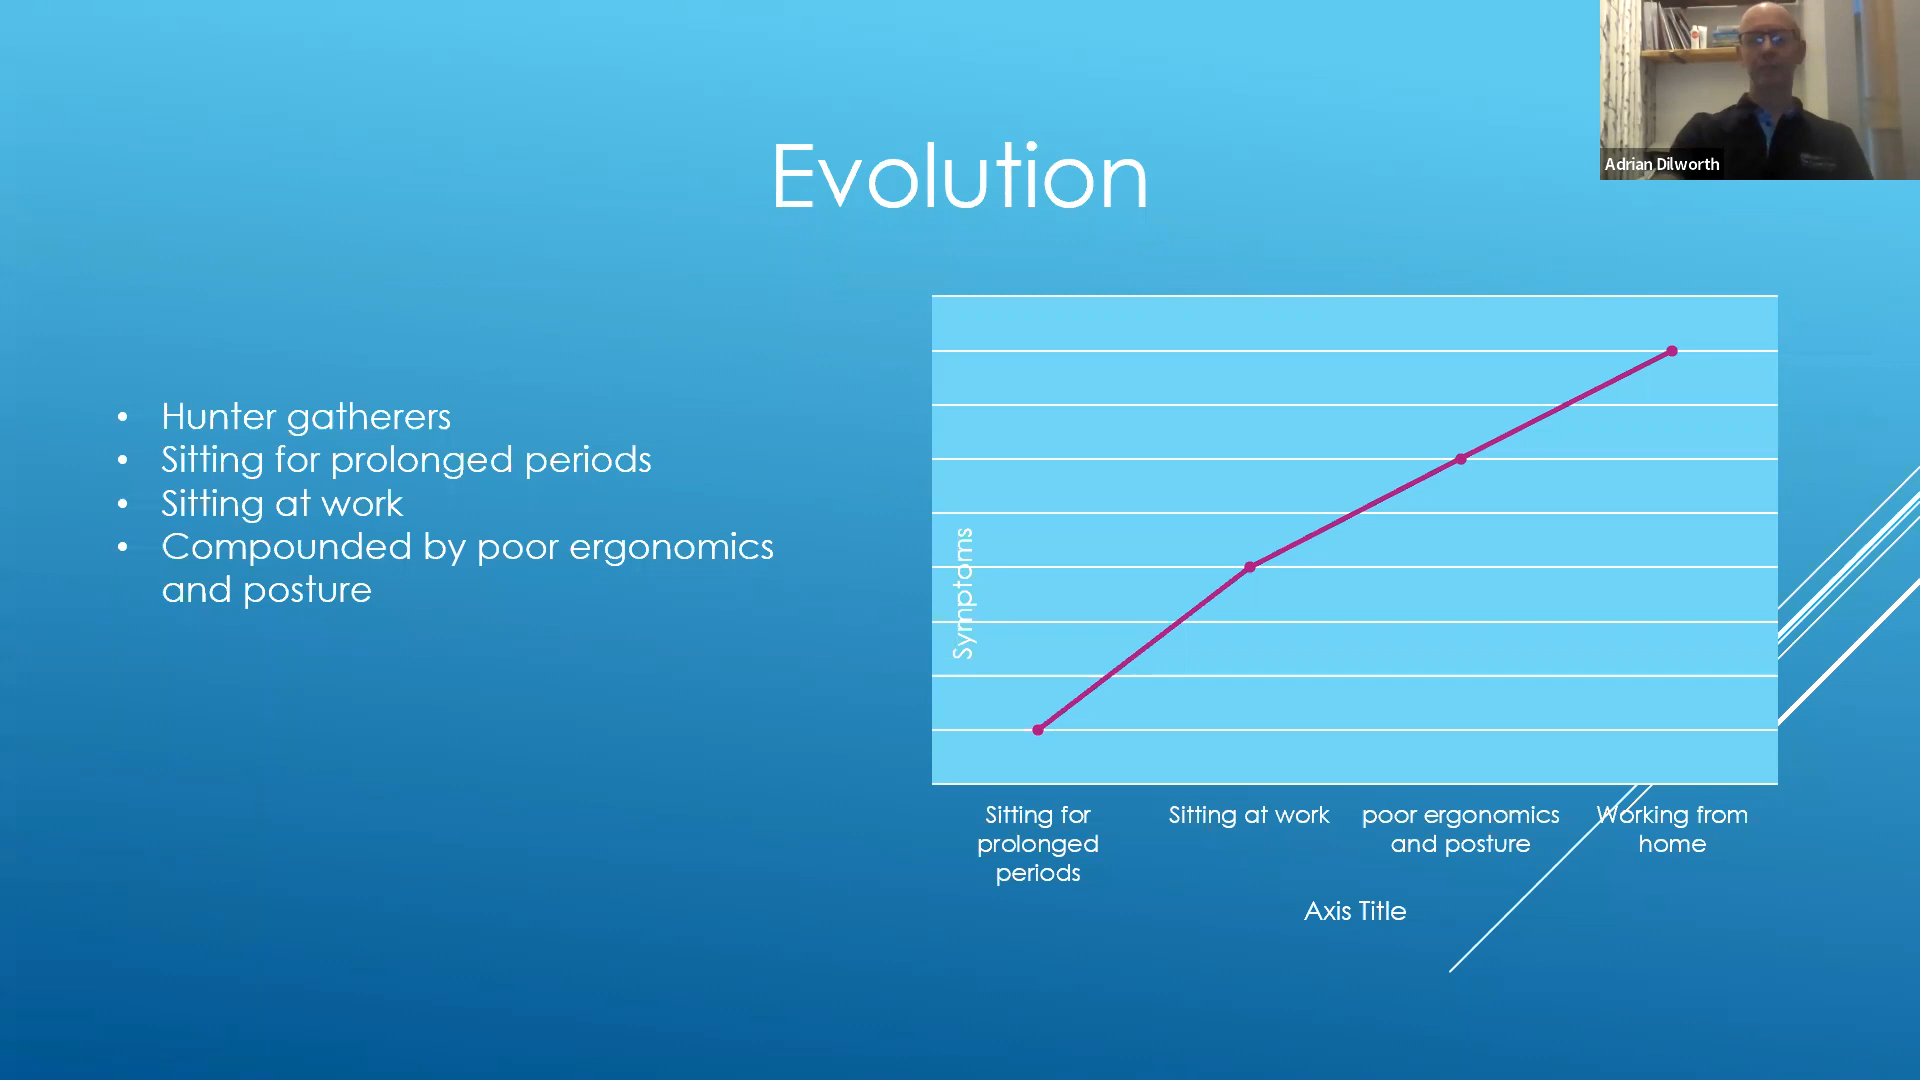 Adrian Dilworth
Evolution
• Hunter gatherers
• Sitting for prolonged periods
• Sitting at work
• Compounded by poor ergonomics
and posture
Symptoms
Sitting for
prolonged
periods
Sitting at work
poor ergonomics
and posture
Working from
home
Axis Title